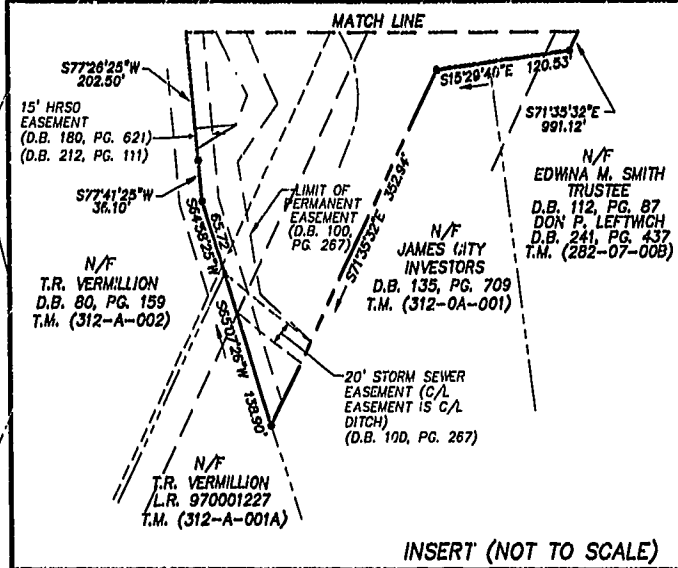 MATCH LINE
S77°26'25"W
202.50'
15' HRSD
EASEMENT
(D.B. 180, PG. 621)
(D.B. 212, PG. 111)
S77°41'25"W
36.10'
S64°58'25"W
65.72'
S65°07'26"W
138.90'
N/F
T.R. VERMILLION
D.B. 80, PG. 159
T.M. (312-A-002)
N/F
T.R. VERMILLION
L.R. 970001227
T.M. (312-A-001A)
LIMIT OF
PERMANENT
EASEMENT
(D.B. 100,
PG. 267)
S71°35'32"E 352.94'
S15°29'40"E 120.53'
S71°35'32"E
991.12'
N/F
JAMES CITY
INVESTORS
D.B. 135, PG. 709
T.M. (312-0A-001)
N/F
EDWINA M. SMITH
TRUSTEE
D.B. 112, PG. 87
DON P. LEFTWICH
D.B. 241, PG. 437
T.M. (282-07-00B)
20' STORM SEWER
EASEMENT (C/L
EASEMENT IS C/L
DITCH)
(D.B. 100, PG. 267)
INSERT (NOT TO SCALE)